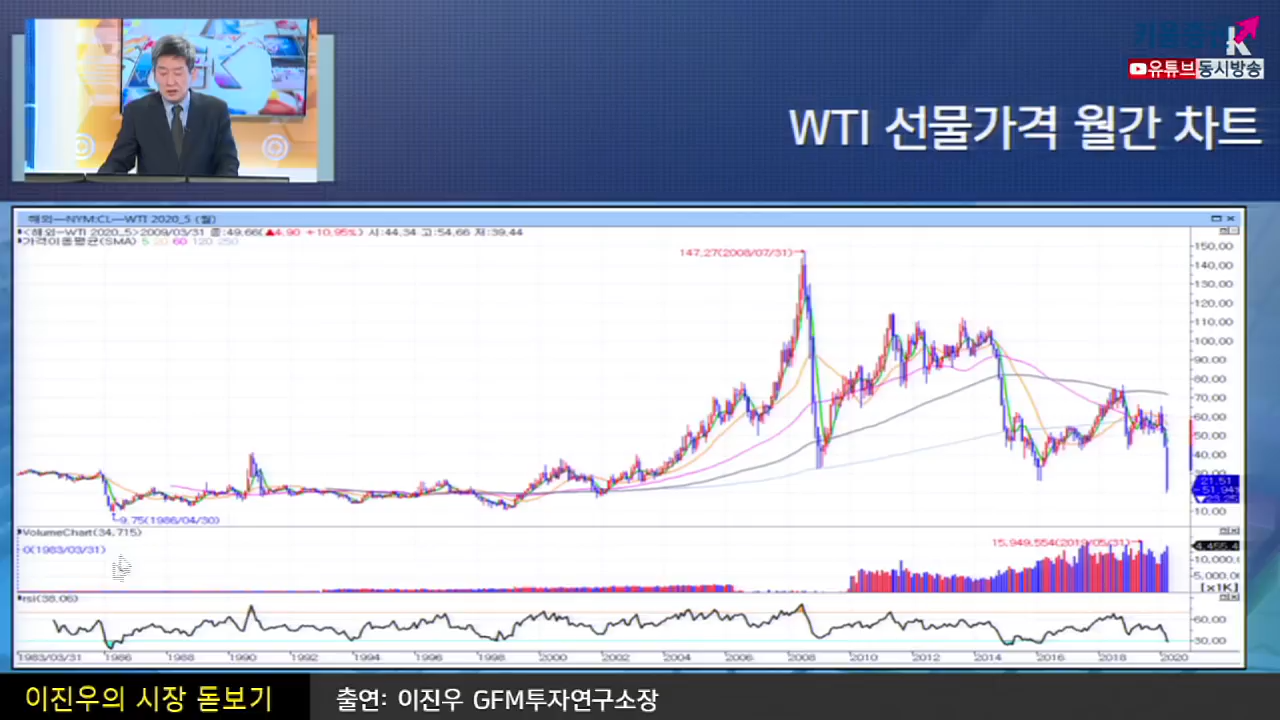 K
유튜브동시방송
WTI 선물가격 월간 차트
해외-NYM:CL-WTI 2020_5 (월)
<해외-WTI 2020_5>2009/03/31 종:49,66(▲4,90 +10,95%) 시:44,34 고:54,66 저:39,44
가격이동평균(SMA) 5 20 60 120 250
147,27(2008/07/31)
150,00
140,00
130,00
120,00
110,00
100,00
90,00
80,00
70,00
60,00
50,00
40,00
30,00
21,51
10,00
9,75(1986/04/30)
VolumeChart(34,715)
(1983/03/31)
15,949,554(2019/05/31)
10,000,0
5,000,0
[x1K]
rsi(38,06)
60,00
30,00
1983/03/31 1986 1988 1990 1992 1994 1996 1998 2000 2002 2004 2006 2008 2010 2012 2014 2016 2018 2020
이진우의 시장 돋보기
출연: 이진우 GFM투자연구소장